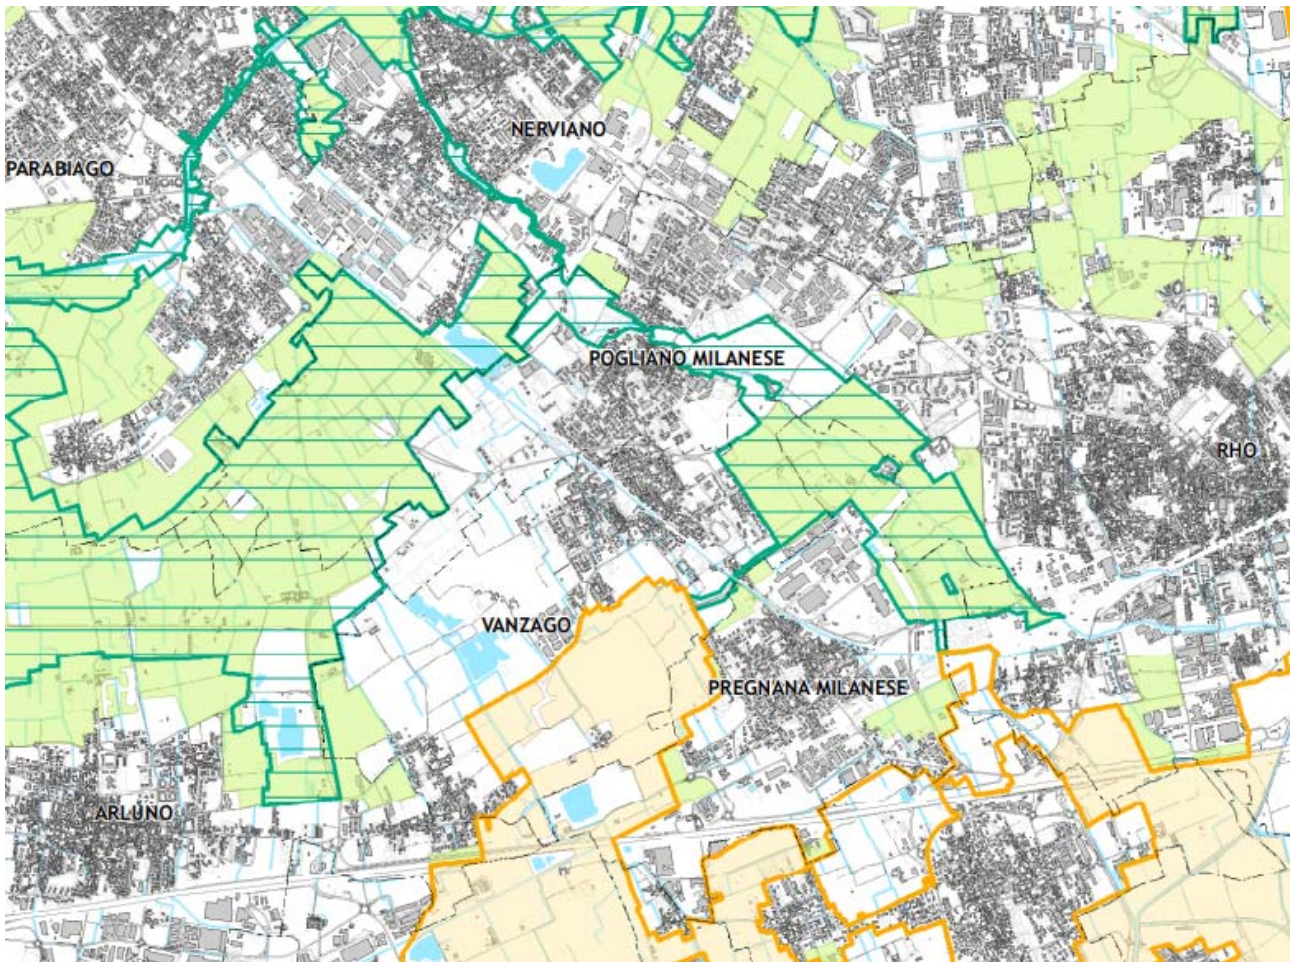 NERVIANO
PARABIAGO
POGLIANO MILANESE
RHO
VANZAGO
PREGNANA MILANESE
ARLUNO